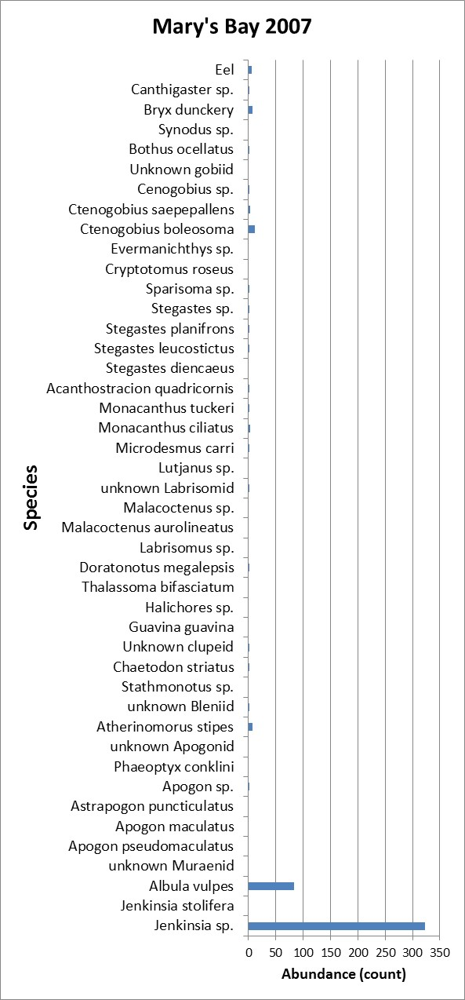 Mary's Bay 2007
Eel
Canthigaster sp.
Bryx dunckery
Synodus sp.
Bothus ocellatus
Unknown gobiid
Cenogobius sp.
Ctenogobius saepepallens
Ctenogobius boleosoma
Evermanichthys sp.
Cryptotomus roseus
Sparisoma sp.
Stegastes sp.
Stegastes planifrons
Stegastes leucostictus
Stegastes diencaeus
Acanthostracion quadricornis
Monacanthus tuckeri
Monacanthus ciliatus
Microdesmus carri
Lutjanus sp.
unknown Labrisomid
Malacoctenus sp.
Malacoctenus aurolineatus
Labrisomus sp.
Doratonotus megalepsis
Thalassoma bifasciatum
Halichores sp.
Guavina guavina
Unknown clupeid
Chaetodon striatus
Stathmonotus sp.
unknown Bleniid
Atherinomorus stipes
unknown Apogonid
Phaeoptyx conklini
Apogon sp.
Astrapogon puncticulatus
Apogon maculatus
Apogon pseudomaculatus
unknown Muraenid
Albula vulpes
Jenkinsia stolifera
Jenkinsia sp.
Species
0 50 100 150 200 250 300 350
Abundance (count)